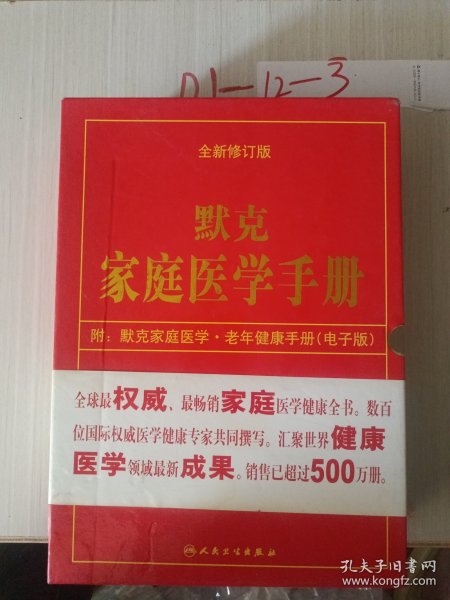 01-12-3
全新修订版
默克
家庭医学手册
附：默克家庭医学·老年健康手册(电子版)
全球最权威、最畅销家庭医学健康全书。数百
位国际权威医学健康专家共同撰写。汇聚世界健康
医学领域最新成果。销售已超过500万册。
人民卫生出版社
孔夫子旧书网
www.kongfz.com